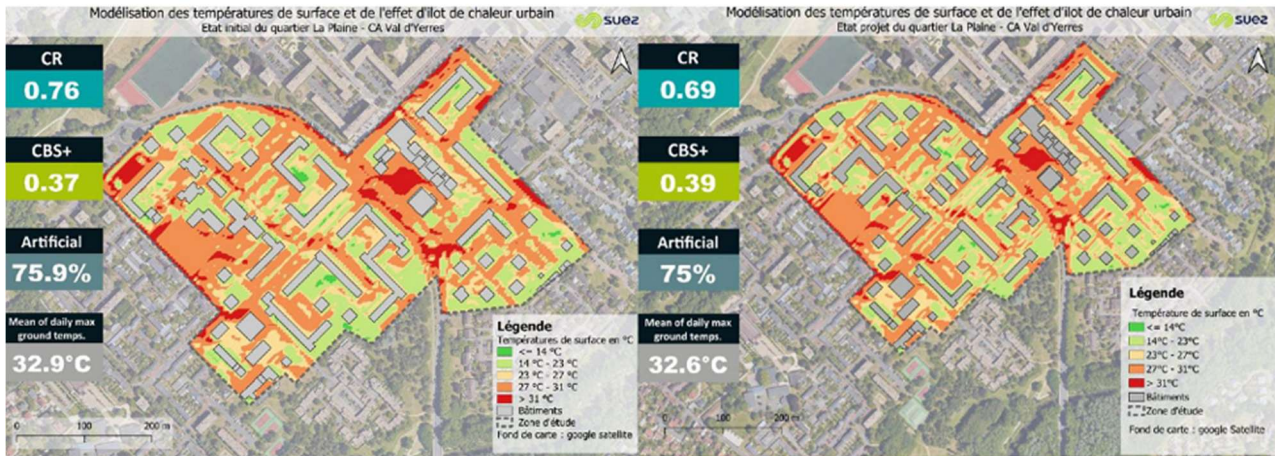 Modélisation des températures de surface et de l'effet d'ilot de chaleur urbain
Etat initial du quartier La Plaine - CA Val d'Yerres
suez
CR
0.76
CBS+
0.37
Artificial
75.9%
Mean of daily max
ground temps.
32.9°C
0 100 200 m
Légende
Températures de surface en °C
<= 14 °C
14 °C - 23 °C
23 °C - 27 °C
27 °C - 31 °C
> 31 °C
Bâtiments
Zone d'étude
Fond de carte : google satellite
Modélisation des températures de surface et de l'effet d'ilot de chaleur urbain
Etat projet du quartier La Plaine - CA Val d'Yerres
suez
CR
0.69
CBS+
0.39
Artificial
75%
Mean of daily max
ground temps.
32.6°C
0 100 200 m
Légende
Température de surface en °C
<= 14°C
14°C - 23°C
23°C - 27°C
27°C - 31°C
> 31°C
Bâtiments
Zone d'étude
Fond de carte : google Satellite